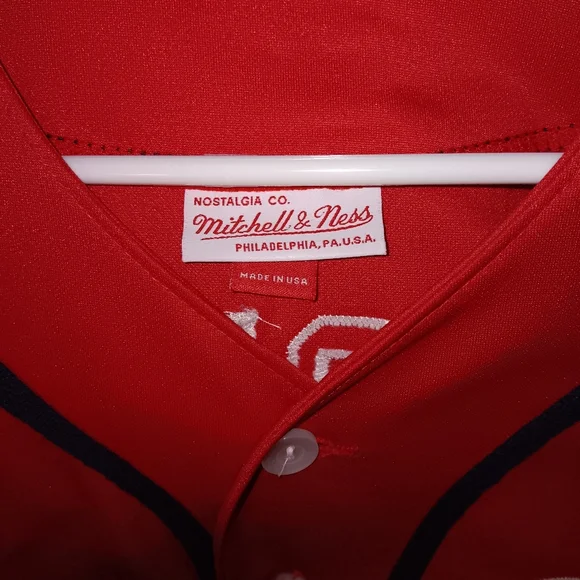 NOSTALGIA CO.
Mitchell & Ness
PHILADELPHIA, PA. U.S.A.
MADE IN USA